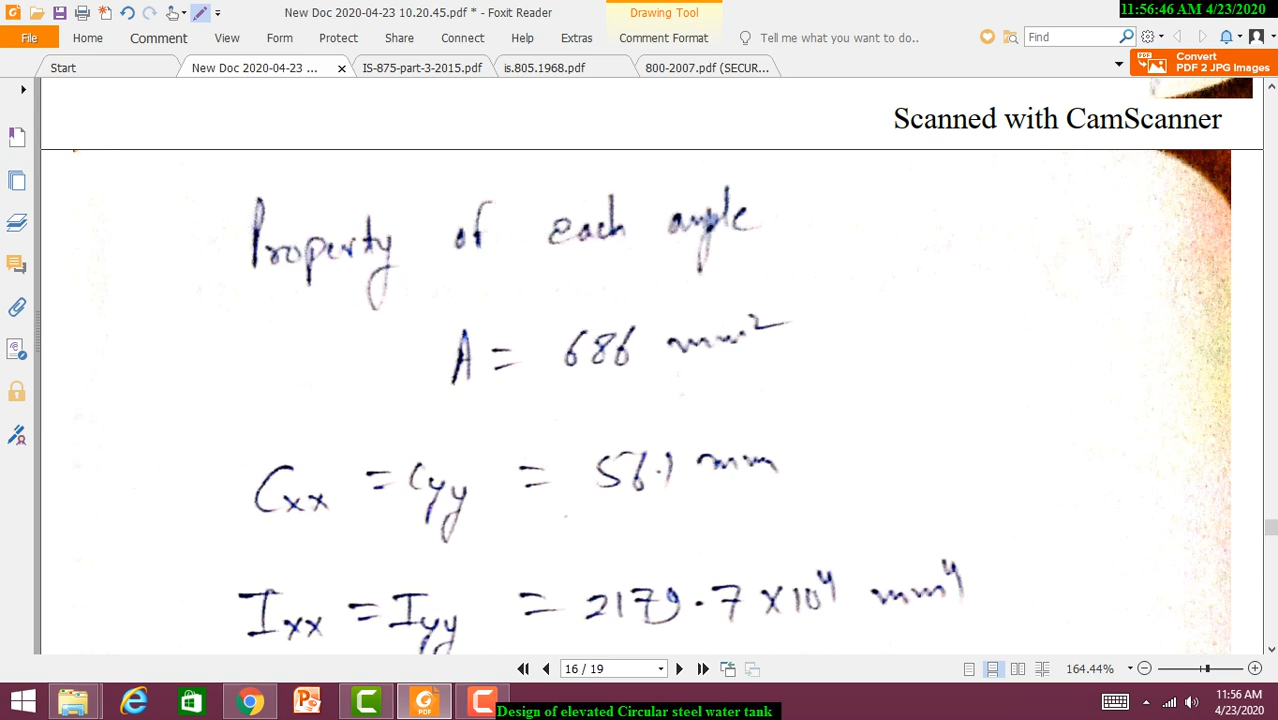 New Doc 2020-04-23 10.20.45.pdf * - Foxit Reader
Drawing Tool
11:56:46 AM 4/23/2020
File Home Comment View Form Protect Share Connect Help Extras Comment Format Tell me what you want to do.. Find
Start New Doc 2020-04-23 ... IS-875-part-3-2015.pdf is.805.1968.pdf 800-2007.pdf (SECUR...
Convert
PDF 2 JPG Images
Scanned with CamScanner
Property of each angle
A = 686 mm²
Cxx = Cyy = 56.1 mm
Ixx = Iyy = 2179.7 x10⁴ mm⁴
16 / 19
164.44%
PDF
11:56 AM
4/23/2020
Design of elevated Circular steel water tank